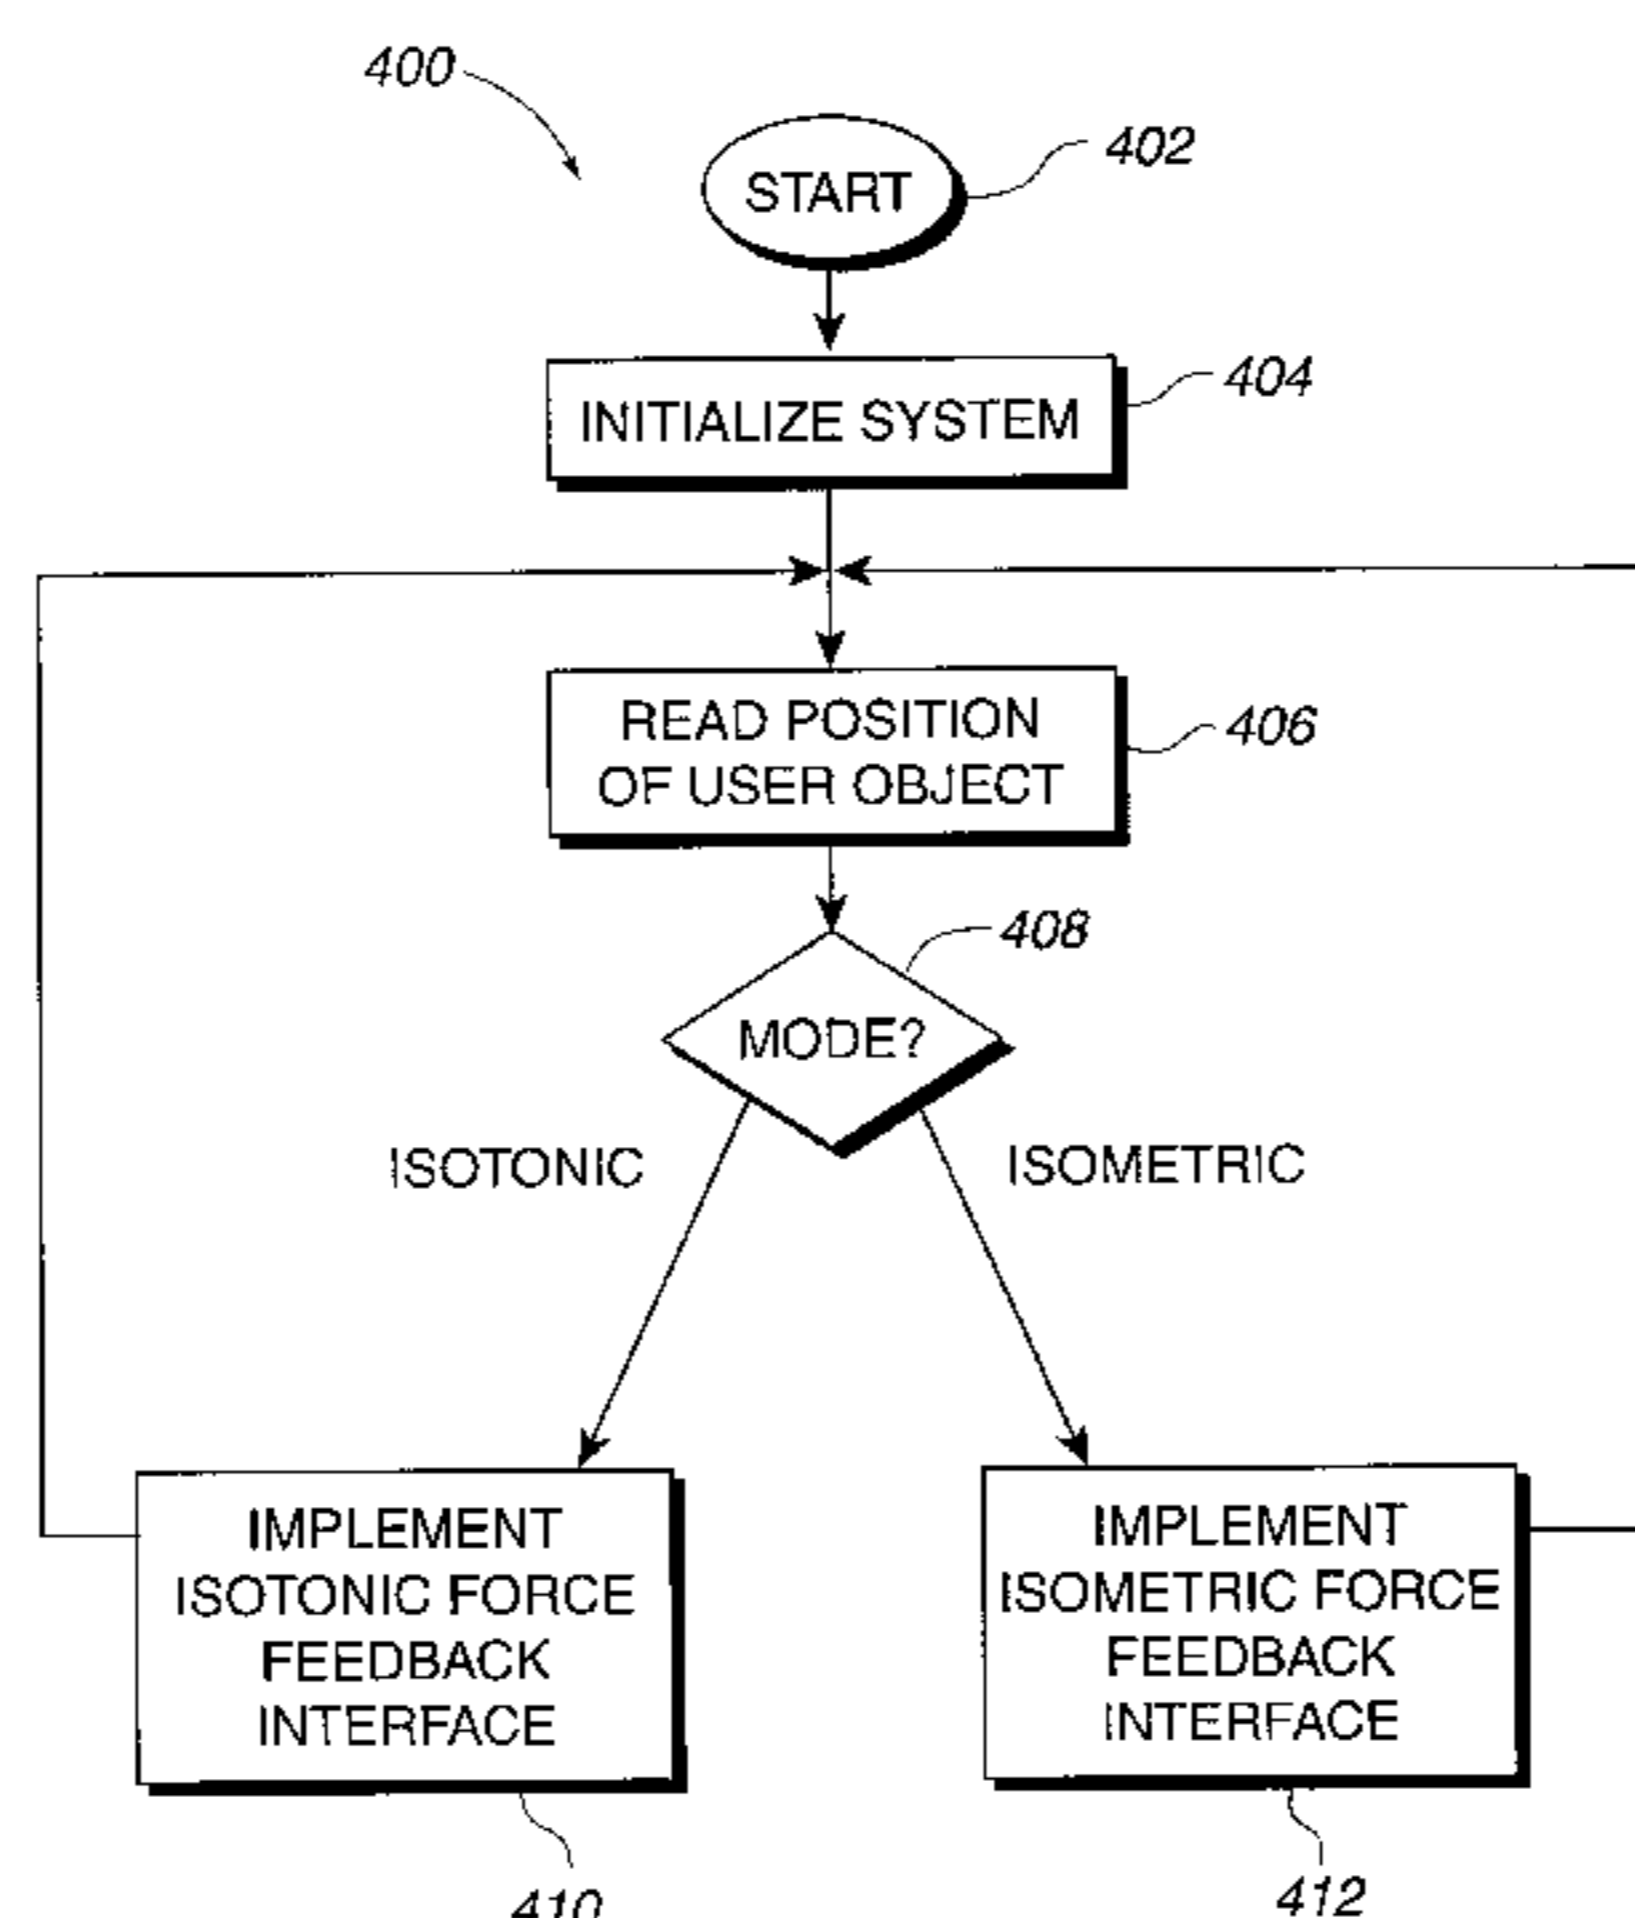 400
START
402
INITIALIZE SYSTEM
404
READ POSITION
OF USER OBJECT
406
408
MODE?
ISOTONIC
ISOMETRIC
IMPLEMENT
ISOTONIC FORCE
FEEDBACK
INTERFACE
IMPLEMENT
ISOMETRIC FORCE
FEEDBACK
INTERFACE
410
412